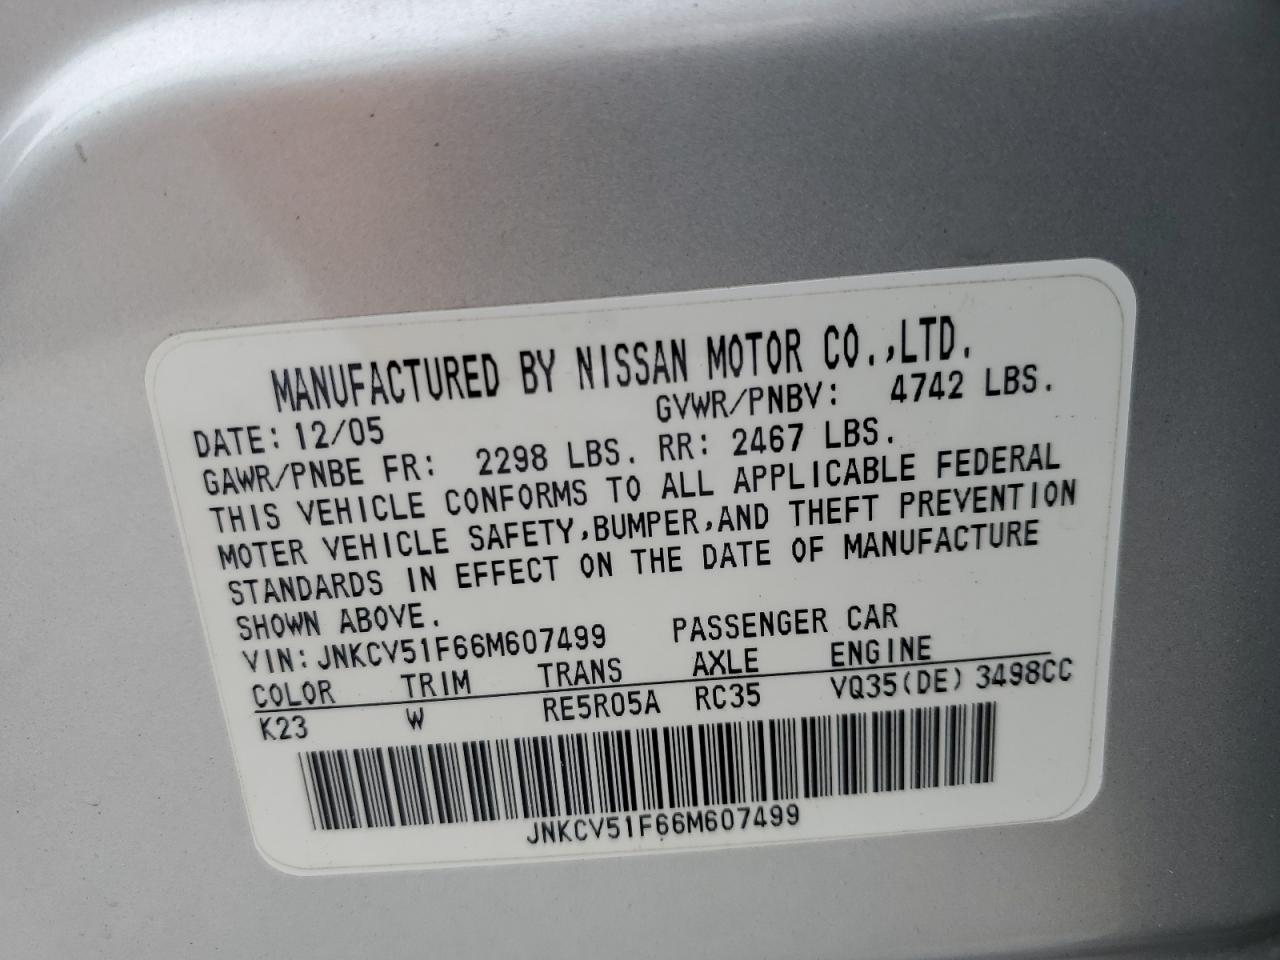 MANUFACTURED BY NISSAN MOTOR CO.,LTD.
DATE: 12/05 GVWR/PNBV: 4742 LBS.
GAWR/PNBE FR: 2298 LBS. RR: 2467 LBS.
THIS VEHICLE CONFORMS TO ALL APPLICABLE FEDERAL
MOTER VEHICLE SAFETY,BUMPER,AND THEFT PREVENTION
STANDARDS IN EFFECT ON THE DATE OF MANUFACTURE
SHOWN ABOVE.
VIN: JNKCV51F66M607499 PASSENGER CAR
COLOR TRIM TRANS AXLE ENGINE
K23 W RE5R05A RC35 VQ35(DE) 3498CC
JNKCV51F66M607499